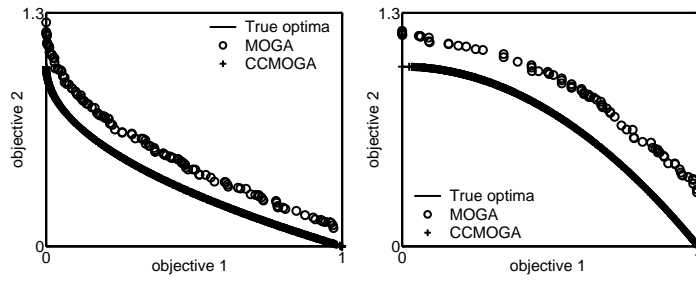 1.3
True optima
MOGA
CCMOGA
objective 2
0
0
objective 1
1
1.3
objective 2
True optima
MOGA
CCMOGA
0
0
objective 1
1